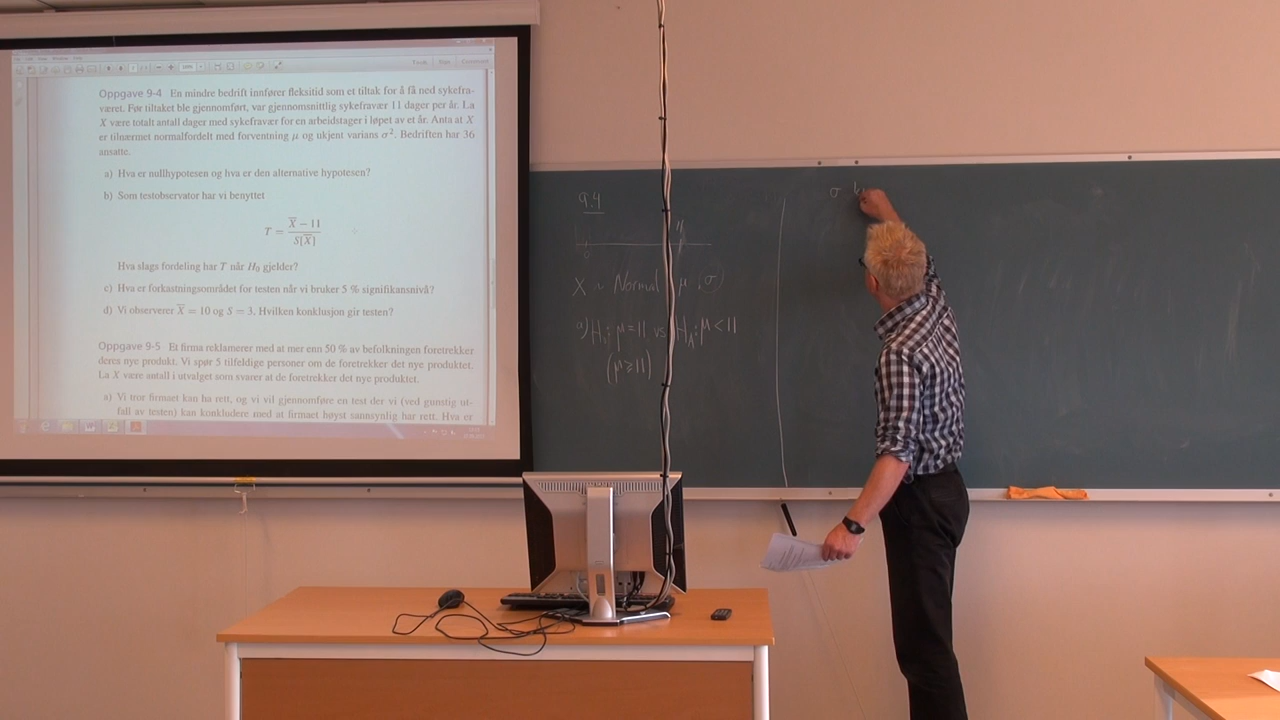 Oppgave 9-4 En mindre bedrift innfører fleksitid som et tiltak for å få ned sykefra-
været. Før tiltaket ble gjennomført, var gjennomsnittlig sykefravær 11 dager per år. La
X være totalt antall dager med sykefravær for en arbeidstager i løpet av et år. Anta at X
er tilnærmet normalfordelt med forventning μ og ukjent varians σ². Bedriften har 36
ansatte.
a) Hva er nullhypotesen og hva er den alternative hypotesen?
b) Som testobservator har vi benyttet
T = (X̅ − 11) / S[X̅]
Hva slags fordeling har T når H₀ gjelder?
c) Hva er forkastningsområdet for testen når vi bruker 5 % signifikansnivå?
d) Vi observerer X̅ = 10 og S = 3. Hvilken konklusjon gir testen?
Oppgave 9-5 Et firma reklamerer med at mer enn 50 % av befolkningen foretrekker
deres nye produkt. Vi spør 5 tilfeldige personer om de foretrekker det nye produktet.
La X være antall i utvalget som svarer at de foretrekker det nye produktet.
a) Vi tror firmaet kan ha rett, og vi vil gjennomføre en test der vi (ved gunstig ut-
fall av testen) kan konkludere med at firmaet høyst sannsynlig har rett. Hva er
9.4
11
0
X ~ Normal μ, σ
a) H₀: μ = 11 vs H_A: μ < 11
(μ ≥ 11)
σ